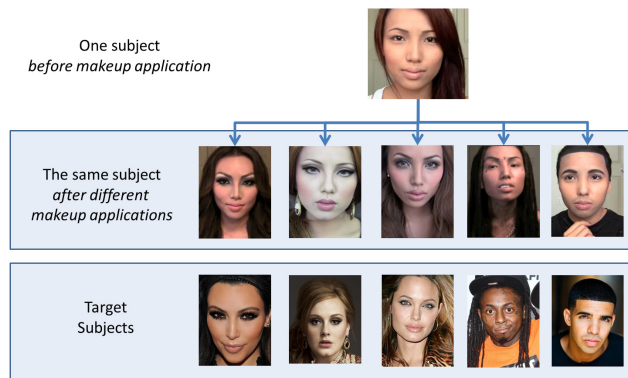 One subject
before makeup application
The same subject
after different
makeup applications
Target
Subjects